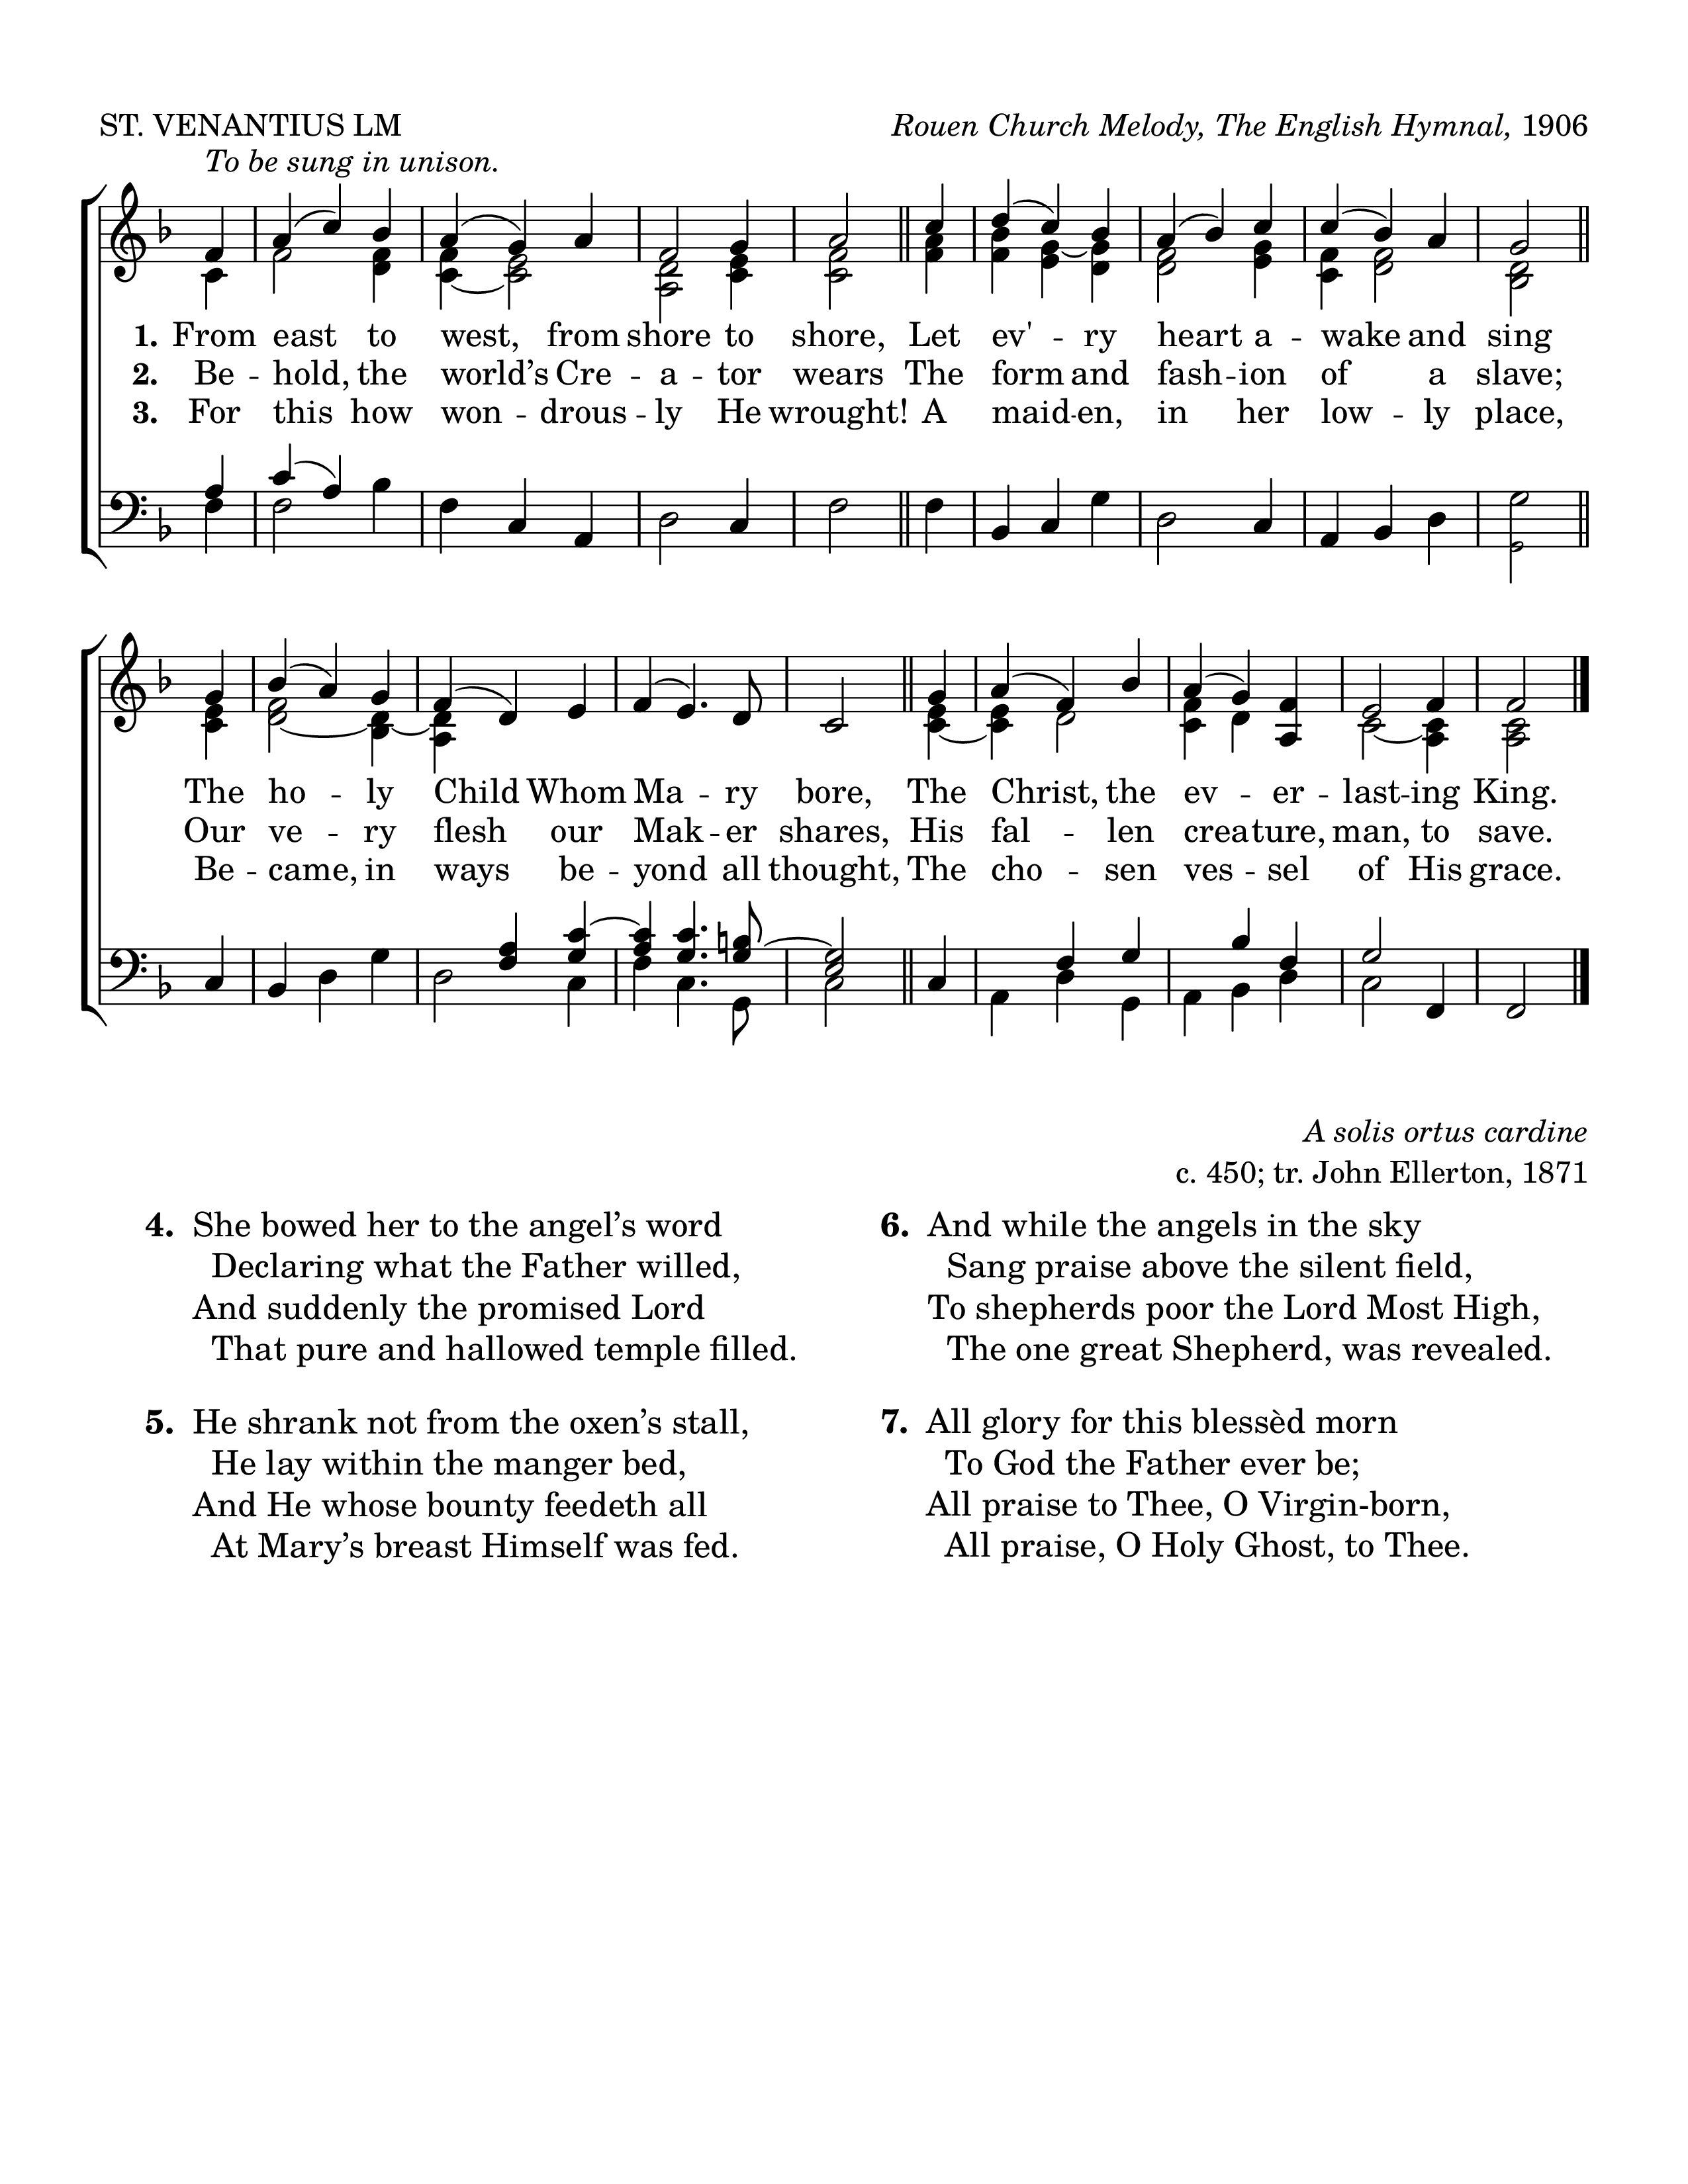 ST. VENANTIUS LM
Rouen Church Melody, The English Hymnal, 1906
To be sung in unison.
1. From east to west, from shore to shore, Let ev' -- ry heart a -- wake and sing
2. Be -- hold, the world’s Cre -- a -- tor wears The form and fash -- ion of a slave;
3. For this how won -- drous -- ly He wrought! A maid -- en, in her low -- ly place,
The ho -- ly Child Whom Ma -- ry bore, The Christ, the ev -- er -- last -- ing King.
Our ve -- ry flesh our Mak -- er shares, His fal -- len creature, man, to save.
Be -- came, in ways be -- yond all thought, The cho -- sen ves -- sel of His grace.
A solis ortus cardine
c. 450; tr. John Ellerton, 1871
4. She bowed her to the angel’s word
Declaring what the Father willed,
And suddenly the promised Lord
That pure and hallowed temple filled.
5. He shrank not from the oxen’s stall,
He lay within the manger bed,
And He whose bounty feedeth all
At Mary’s breast Himself was fed.
6. And while the angels in the sky
Sang praise above the silent field,
To shepherds poor the Lord Most High,
The one great Shepherd, was revealed.
7. All glory for this blessèd morn
To God the Father ever be;
All praise to Thee, O Virgin-born,
All praise, O Holy Ghost, to Thee.